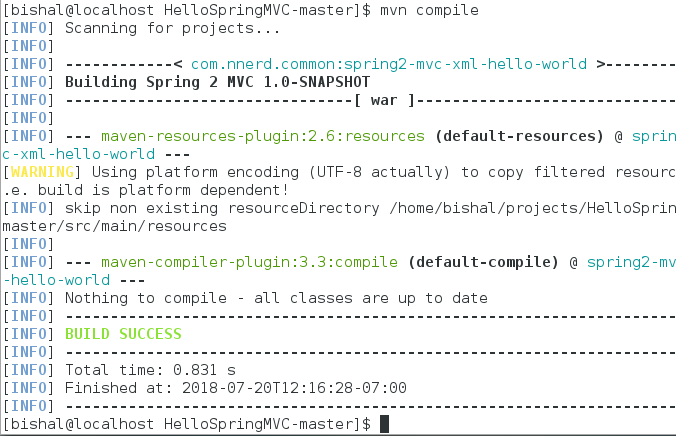 [bishal@localhost HelloSpringMVC-master]$ mvn compile
[INFO] Scanning for projects...
[INFO]
[INFO] ------------< com.nnerd.common:spring2-mvc-xml-hello-world >--------
[INFO] Building Spring 2 MVC 1.0-SNAPSHOT
[INFO] --------------------------------[ war ]-----------------------------
[INFO]
[INFO] --- maven-resources-plugin:2.6:resources (default-resources) @ sprin
c-xml-hello-world ---
[WARNING] Using platform encoding (UTF-8 actually) to copy filtered resourc
.e. build is platform dependent!
[INFO] skip non existing resourceDirectory /home/bishal/projects/HelloSprin
master/src/main/resources
[INFO]
[INFO] --- maven-compiler-plugin:3.3:compile (default-compile) @ spring2-mv
-hello-world ---
[INFO] Nothing to compile - all classes are up to date
[INFO] --------------------------------------------------------------------
[INFO] BUILD SUCCESS
[INFO] --------------------------------------------------------------------
[INFO] Total time: 0.831 s
[INFO] Finished at: 2018-07-20T12:16:28-07:00
[INFO] --------------------------------------------------------------------
[bishal@localhost HelloSpringMVC-master]$